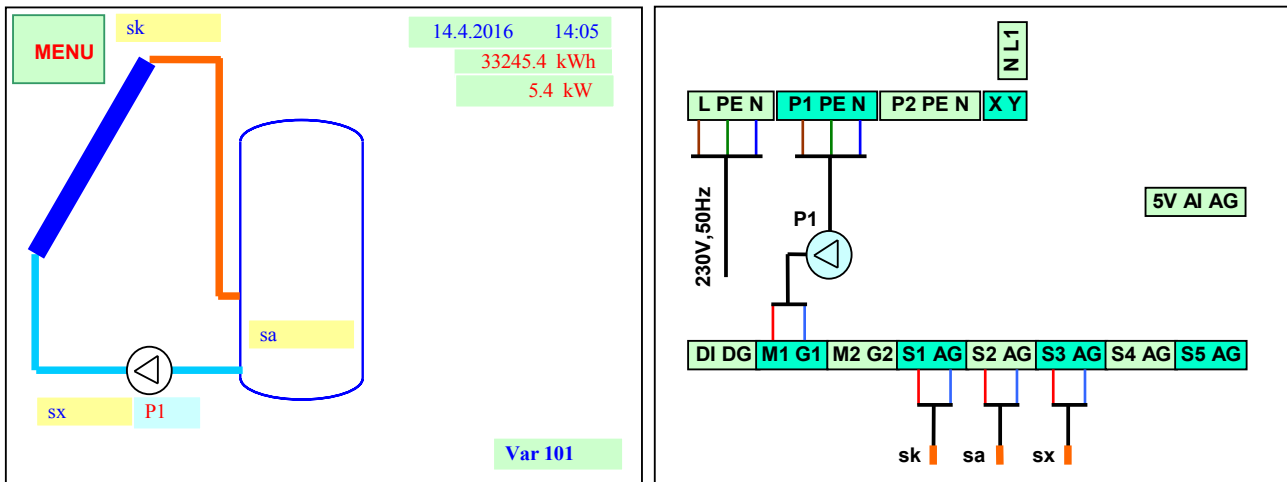 sk
MENU
14.4.2016 14:05
33245.4 kWh
5.4 kW
sa
sx P1
Var 101
N L1
L PE N P1 PE N P2 PE N X Y
5V AI AG
230V,50Hz
P1
DI DG M1 G1 M2 G2 S1 AG S2 AG S3 AG S4 AG S5 AG
sk sa sx